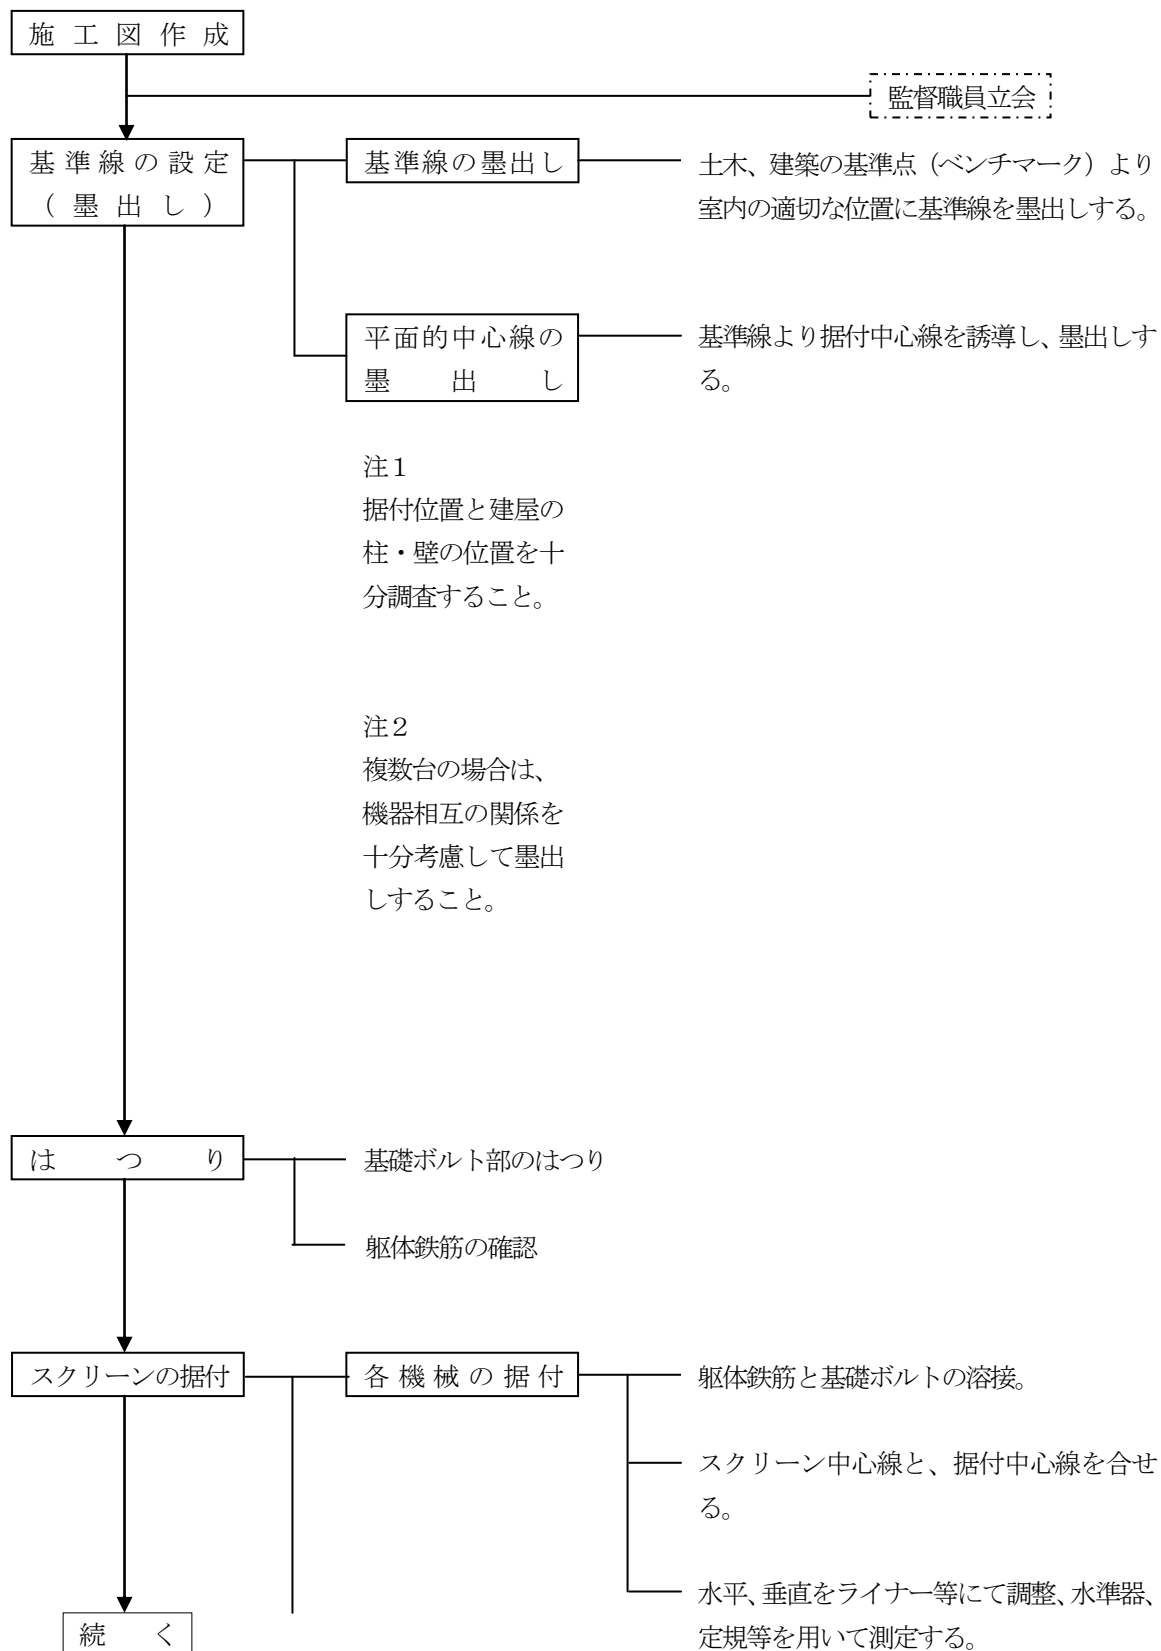 施工図作成
監督職員立会
基準線の設定
（墨出し）
基準線の墨出し
土木、建築の基準点（ベンチマーク）より
室内の適切な位置に基準線を墨出しする。
平面的中心線の
墨出し
基準線より据付中心線を誘導し、墨出しす
る。
注１
据付位置と建屋の
柱・壁の位置を十
分調査すること。
注２
複数台の場合は、
機器相互の関係を
十分考慮して墨出
しすること。
はつり
基礎ボルト部のはつり
躯体鉄筋の確認
スクリーンの据付
各機械の据付
躯体鉄筋と基礎ボルトの溶接。
スクリーン中心線と、据付中心線を合せ
る。
水平、垂直をライナー等にて調整、水準器、
定規等を用いて測定する。
続く